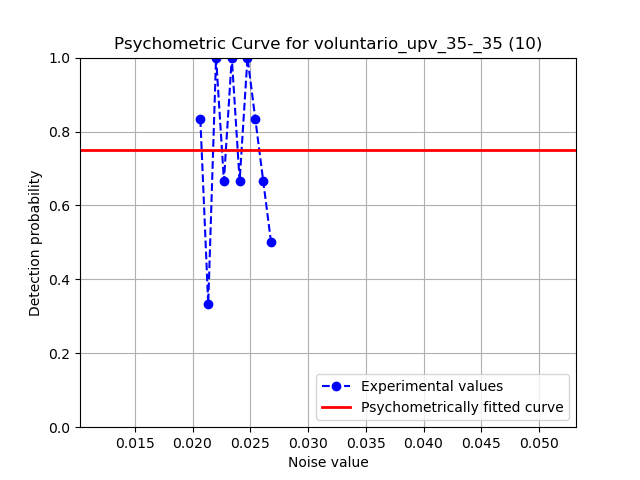 Psychometric Curve for voluntario_upv_35-_35 (10)
1.0
0.8
0.6
0.4
0.2
0.0
Detection probability
Experimental values
Psychometrically fitted curve
0.015 0.020 0.025 0.030 0.035 0.040 0.045 0.050
Noise value